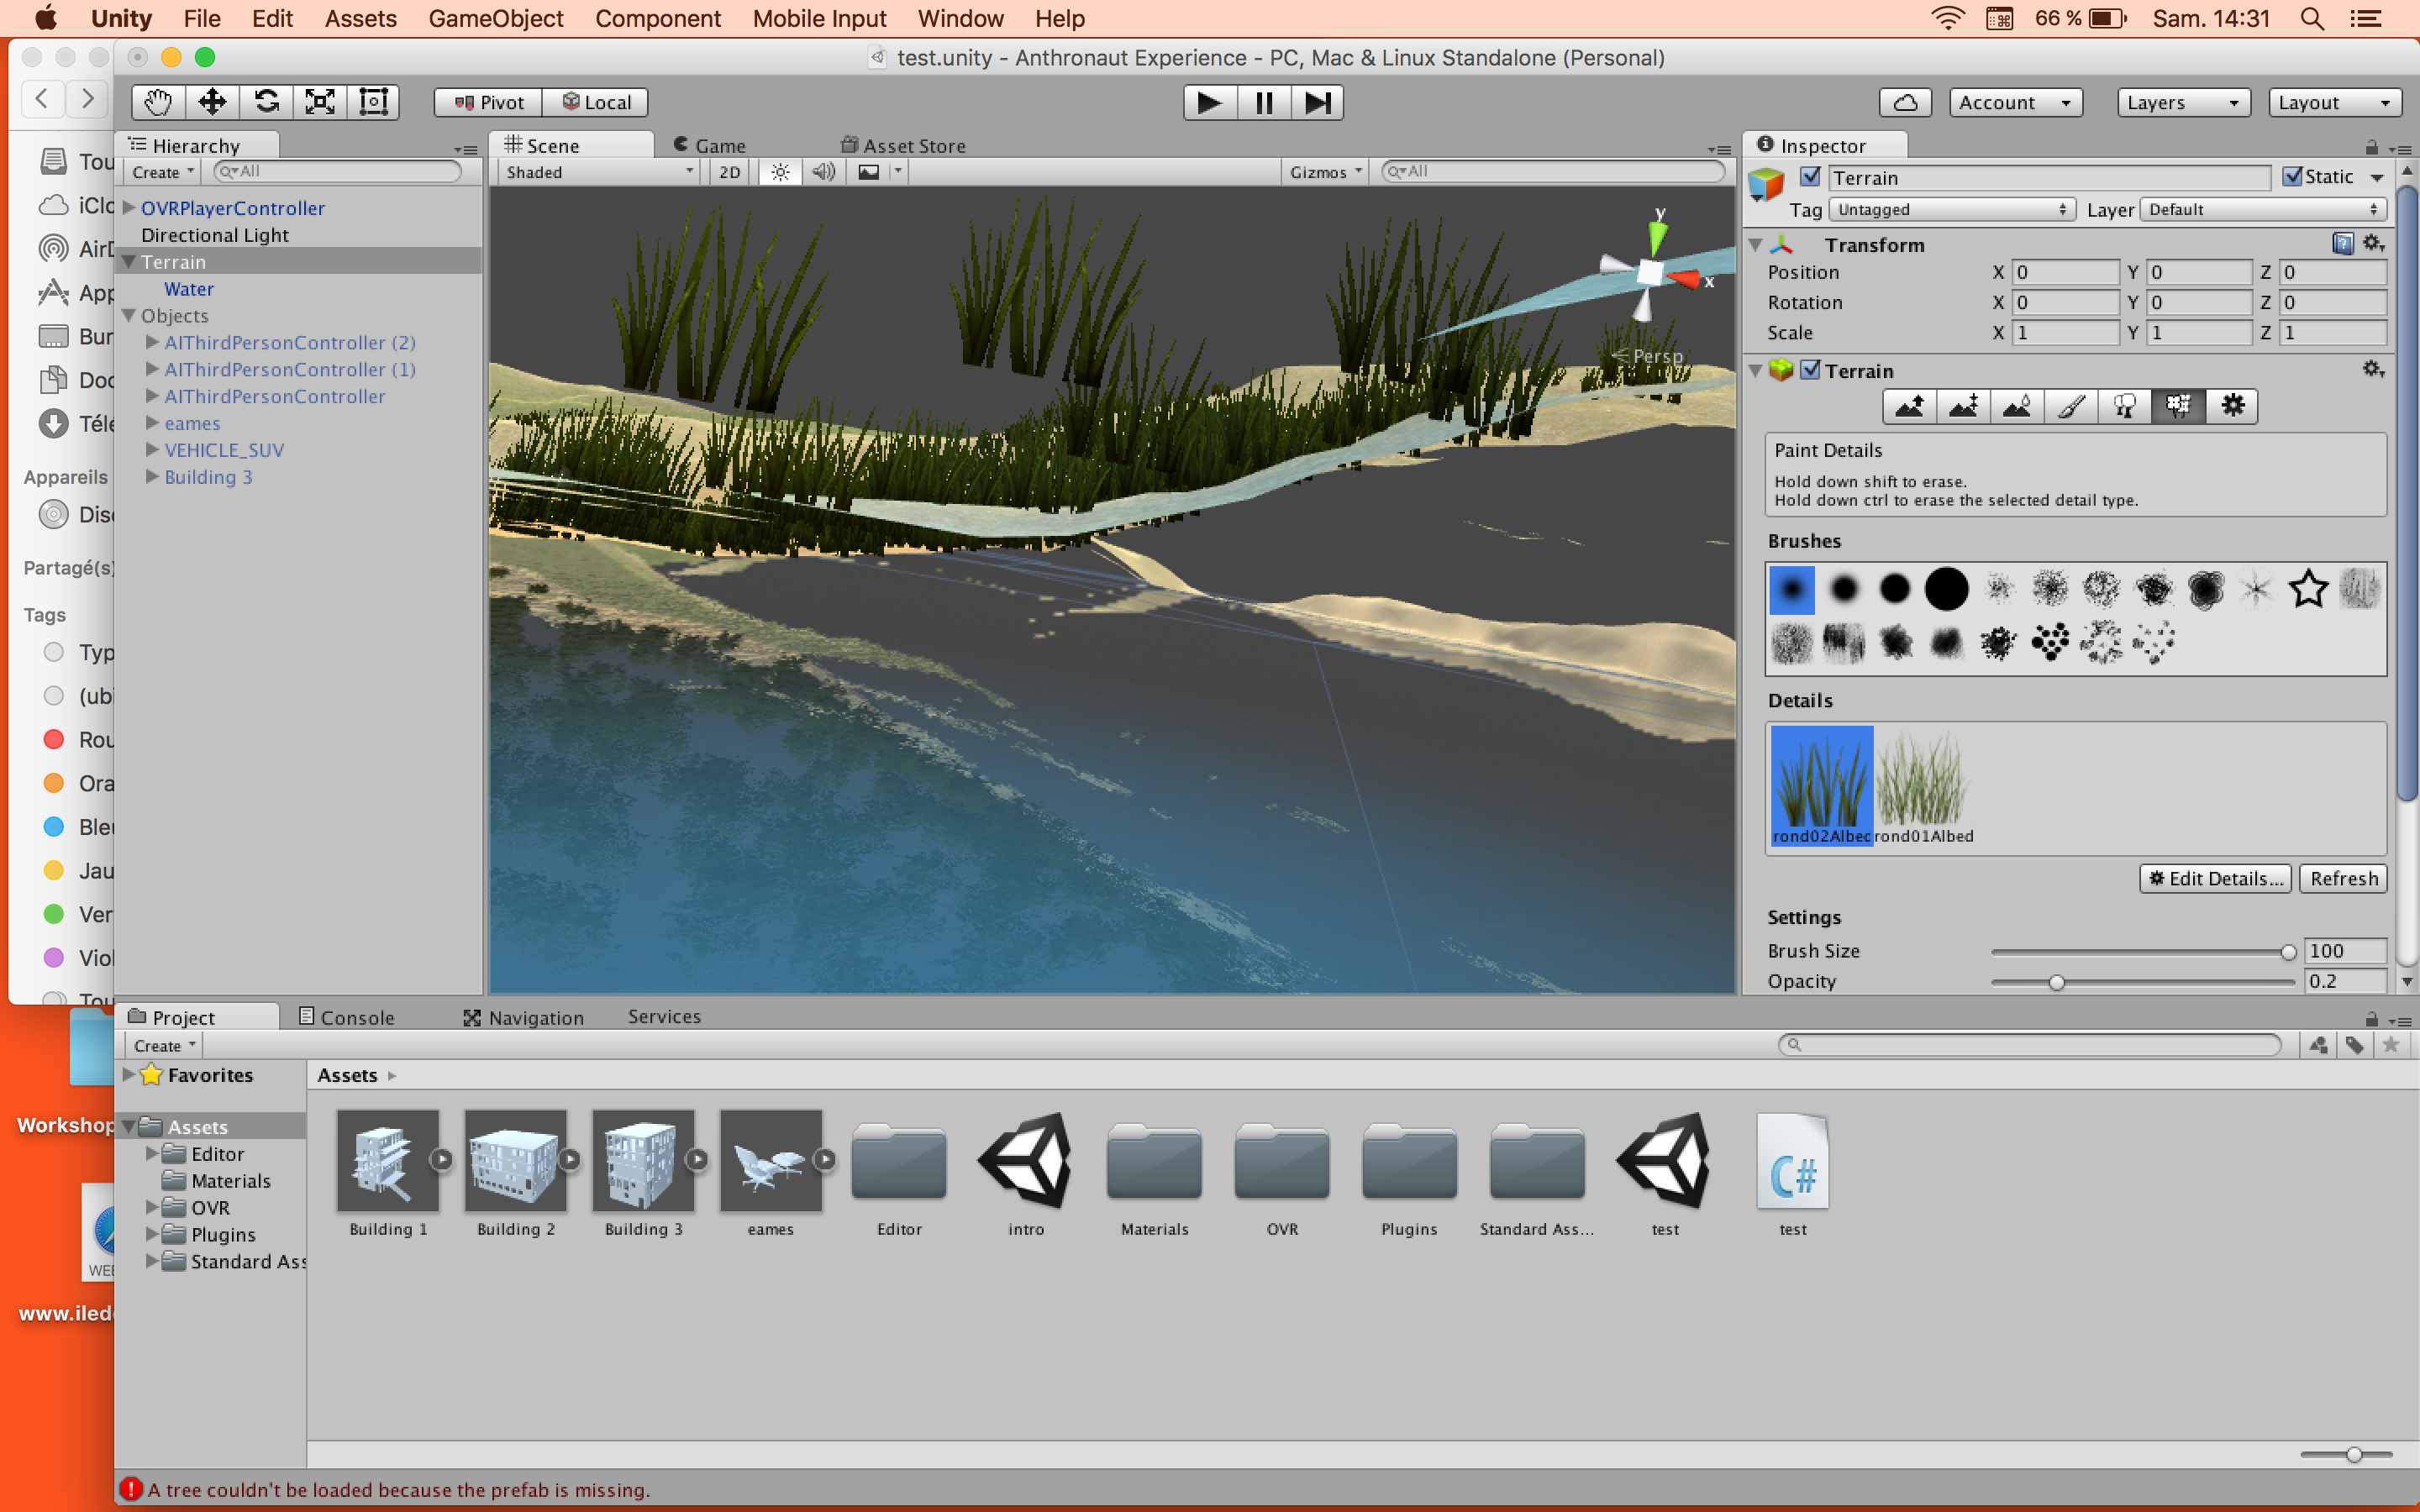 Unity File Edit Assets GameObject Component Mobile Input Window Help 66 % Sam. 14:31
test.unity - Anthronaut Experience - PC, Mac & Linux Standalone (Personal)
Pivot Local Account Layers Layout
Tou
iClo
AirD
App
Bur
Doc
Télé
Appareils
Disc
Partagé(s)
Tags
Typ
(ubi
Rou
Ora
Bleu
Jau
Ver
Viol
Tou
Workshop
WEB
www.iled
Hierarchy
Create All
OVRPlayerController
Directional Light
Terrain
Water
Objects
AIThirdPersonController (2)
AIThirdPersonController (1)
AIThirdPersonController
eames
VEHICLE_SUV
Building 3
Scene Game Asset Store
Shaded 2D Gizmos All
y
x
Persp
Inspector
Terrain Static
Tag Untagged Layer Default
Transform
Position X 0 Y 0 Z 0
Rotation X 0 Y 0 Z 0
Scale X 1 Y 1 Z 1
Terrain
Paint Details
Hold down shift to erase.
Hold down ctrl to erase the selected detail type.
Brushes
Details
rond02Albec rond01Albed
Edit Details... Refresh
Settings
Brush Size 100
Opacity 0.2
Project Console Navigation Services
Create
Favorites
Assets
Editor
Materials
OVR
Plugins
Standard Ass
Assets
C#
Building 1 Building 2 Building 3 eames Editor intro Materials OVR Plugins Standard Ass... test test
A tree couldn't be loaded because the prefab is missing.